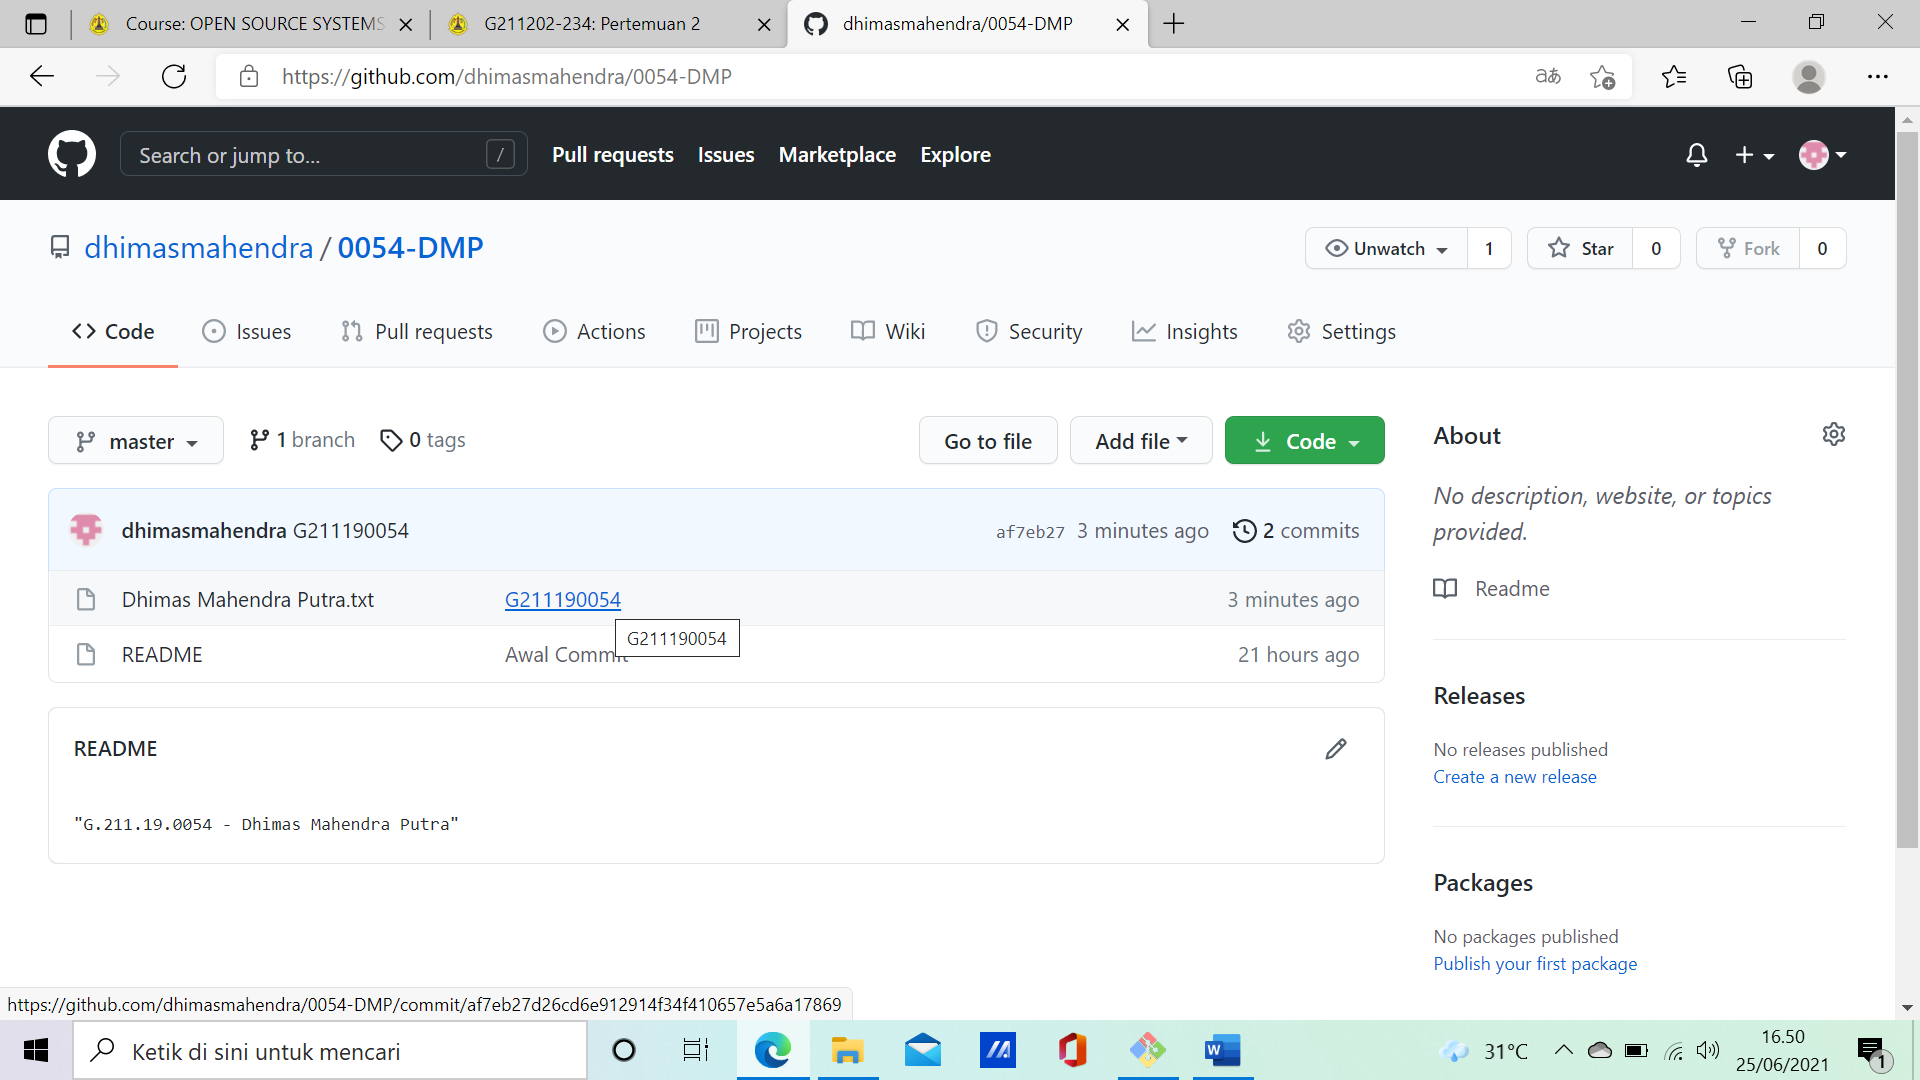 Course: OPEN SOURCE SYSTEMS
G211202-234: Pertemuan 2
dhimasmahendra/0054-DMP
https://github.com/dhimasmahendra/0054-DMP
aあ
Search or jump to...
/
Pull requests
Issues
Marketplace
Explore
dhimasmahendra / 0054-DMP
Unwatch 1
Star 0
Fork 0
Code
Issues
Pull requests
Actions
Projects
Wiki
Security
Insights
Settings
master
1 branch
0 tags
Go to file
Add file
Code
dhimasmahendra G211190054
af7eb27 3 minutes ago
2 commits
Dhimas Mahendra Putra.txt
G211190054
3 minutes ago
G211190054
README
Awal Commit
21 hours ago
README
"G.211.19.0054 - Dhimas Mahendra Putra"
About
No description, website, or topics
provided.
Readme
Releases
No releases published
Create a new release
Packages
No packages published
Publish your first package
https://github.com/dhimasmahendra/0054-DMP/commit/af7eb27d26cd6e912914f34f410657e5a6a17869
Ketik di sini untuk mencari
W
31°C
16.50
25/06/2021
1